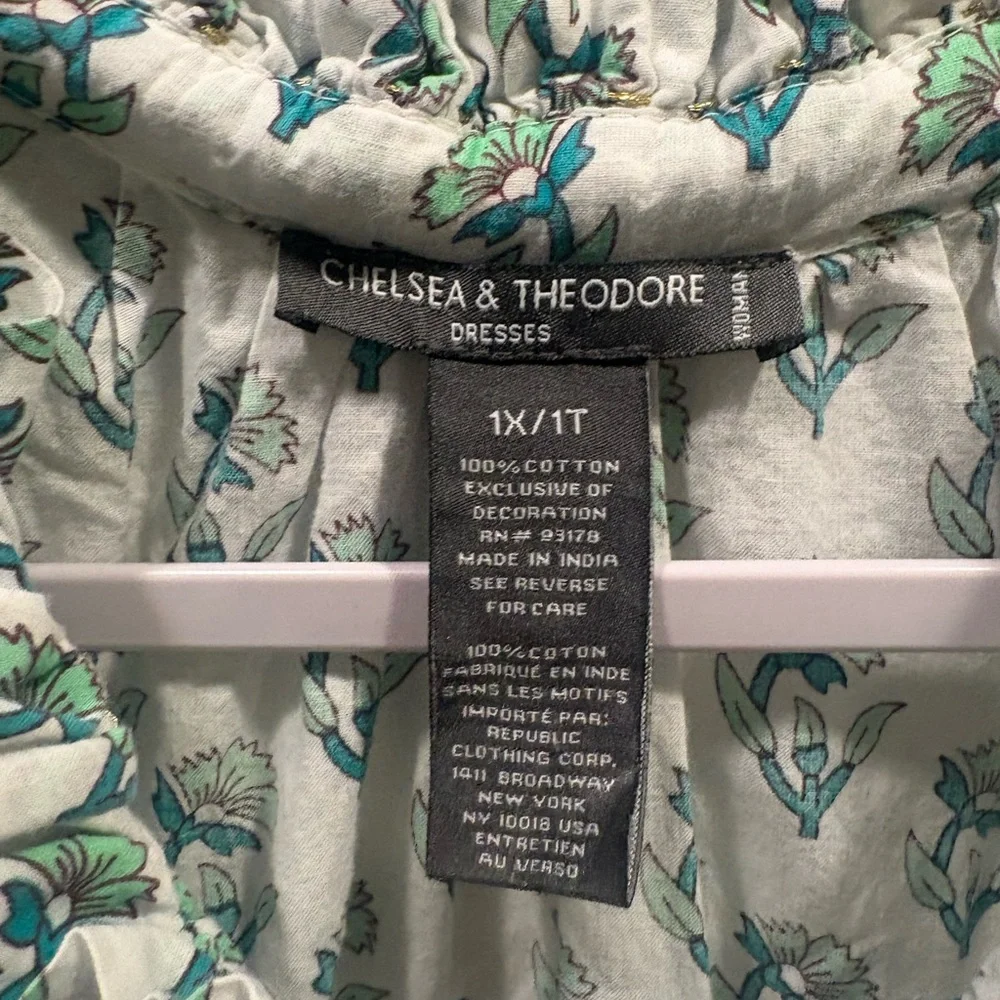 CHELSEA & THEODORE
WOMAN
DRESSES
1X/1T
100% COTTON
EXCLUSIVE OF
DECORATION
RN# 93178
MADE IN INDIA
SEE REVERSE
FOR CARE
100% COTON
FABRIQUÉ EN INDE
SANS LES MOTIFS
IMPORTÉ PAR:
REPUBLIC
CLOTHING CORP.
1411 BROADWAY
NEW YORK
NY 10018 USA
ENTRETIEN
AU VERSO